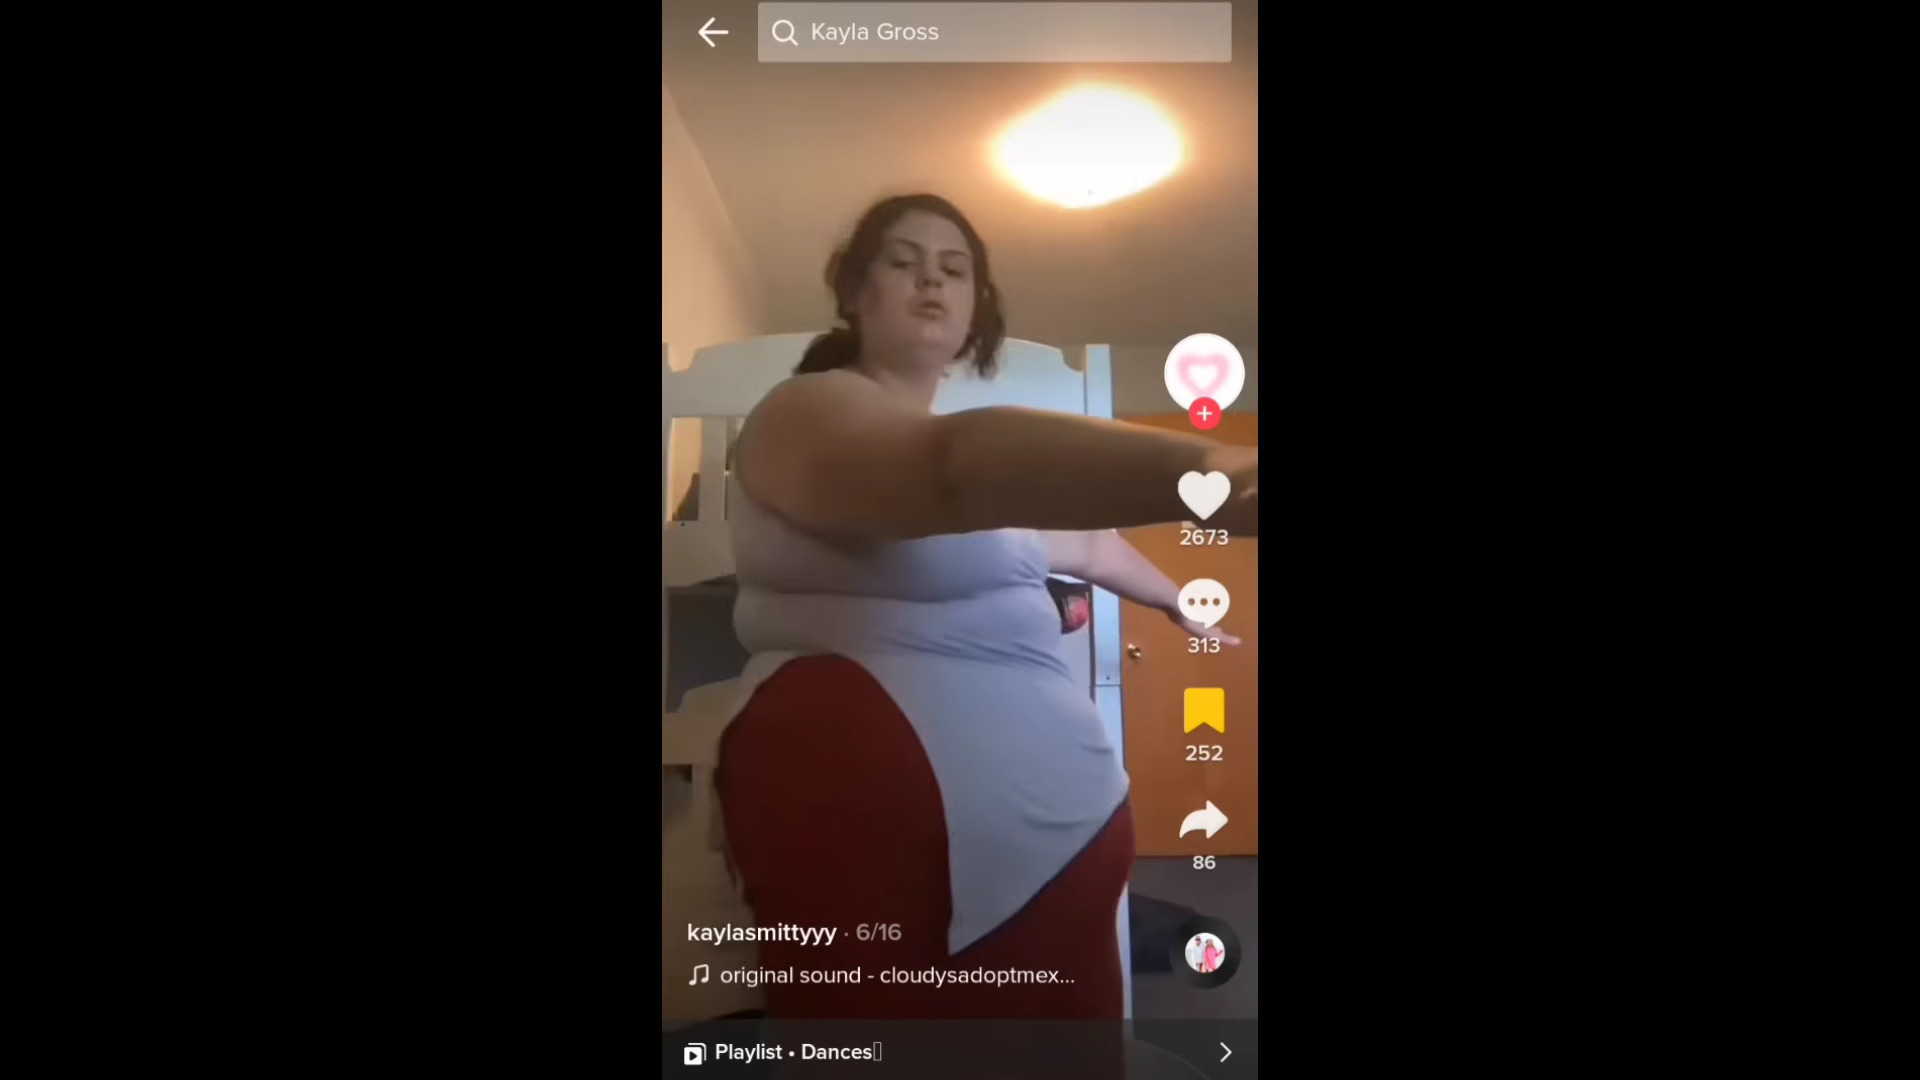 Kayla Gross
2673
313
252
86
kaylasmittyyy · 6/16
original sound - cloudysadoptmex...
Playlist • Dances